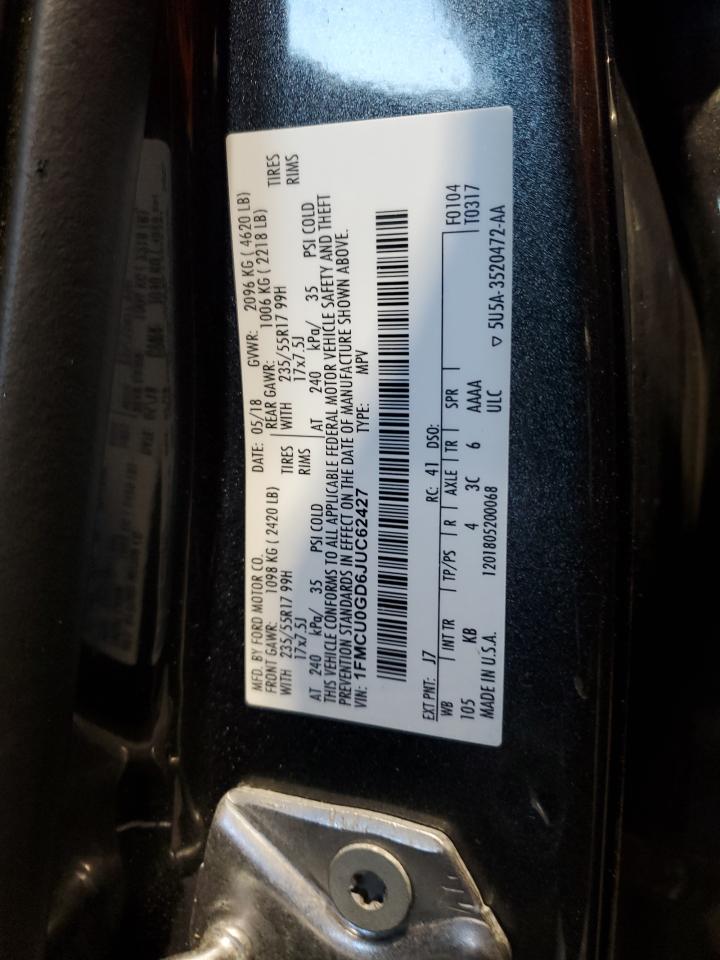 MFD. BY FORD MOTOR CO.
DATE: 05/18 GVWR: 2096 KG ( 4620 LB)
FRONT GAWR: 1098 KG ( 2420 LB) REAR GAWR: 1006 KG ( 2218 LB)
WITH 235/55R17 99H TIRES WITH 235/55R17 99H TIRES
17x7.5J RIMS 17x7.5J RIMS
AT 240 kPa/ 35 PSI COLD AT 240 kPa/ 35 PSI COLD
THIS VEHICLE CONFORMS TO ALL APPLICABLE FEDERAL MOTOR VEHICLE SAFETY AND THEFT
PREVENTION STANDARDS IN EFFECT ON THE DATE OF MANUFACTURE SHOWN ABOVE.
VIN: 1FMCU0GD6JUC62427 TYPE: MPV
EXT PNT: J7 RC: 41 DSO:
WB INT TR TP/PS R AXLE TR SPR F0104
105 KB 4 3C 6 AAAA T0317
MADE IN U.S.A. 1201805200068 ULC
▽ 5U5A-3520472-AA